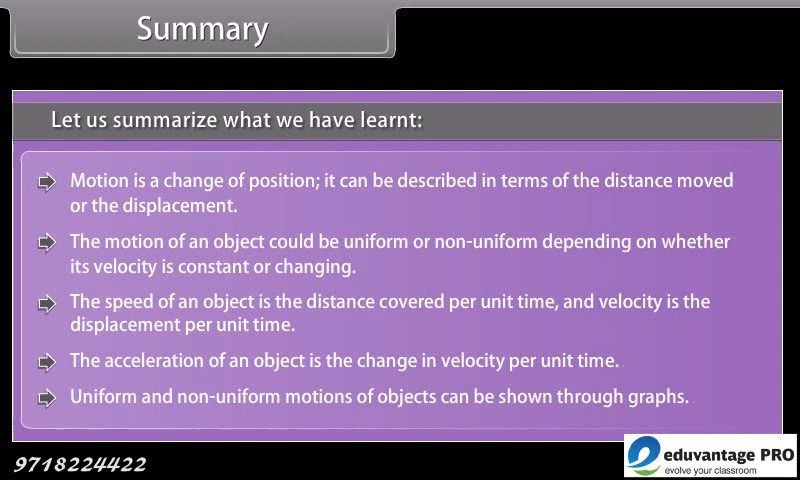 Summary
Let us summarize what we have learnt:
Motion is a change of position; it can be described in terms of the distance moved
or the displacement.
The motion of an object could be uniform or non-uniform depending on whether
its velocity is constant or changing.
The speed of an object is the distance covered per unit time, and velocity is the
displacement per unit time.
The acceleration of an object is the change in velocity per unit time.
Uniform and non-uniform motions of objects can be shown through graphs.
9718224422
eduvantage PRO
evolve your classroom